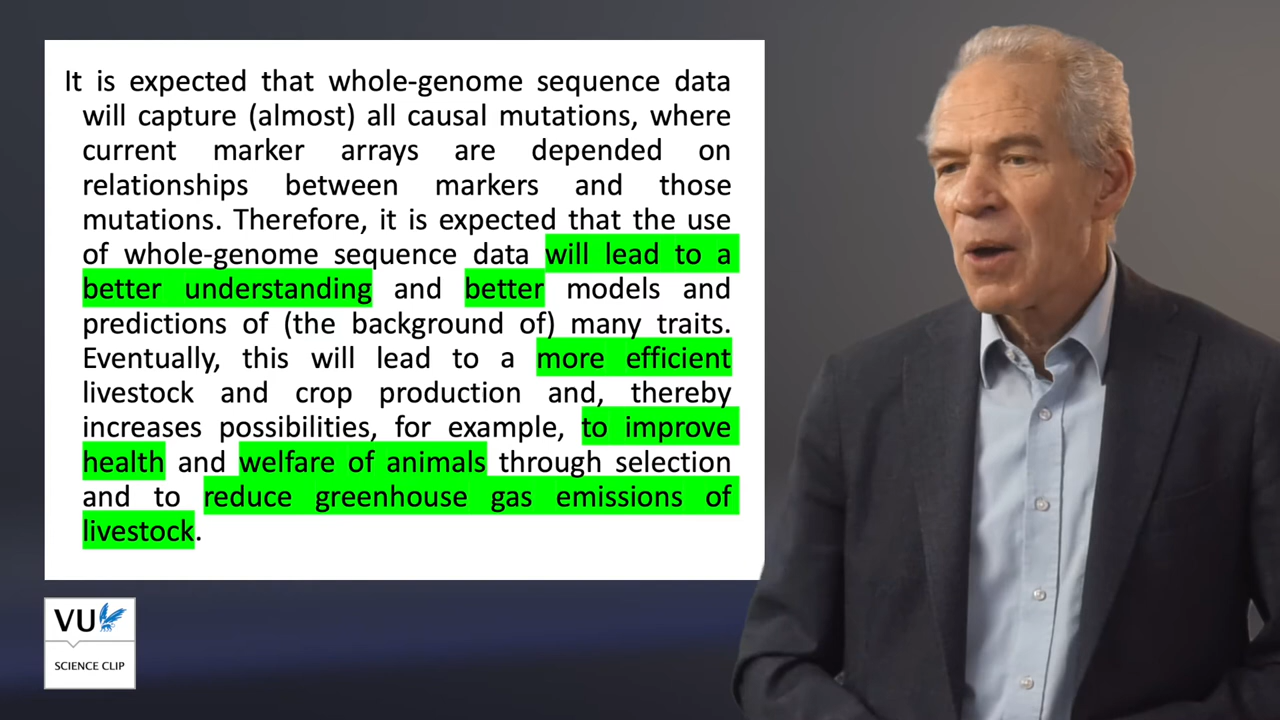 It is expected that whole-genome sequence data
will capture (almost) all causal mutations, where
current marker arrays are depended on
relationships between markers and those
mutations. Therefore, it is expected that the use
of whole-genome sequence data will lead to a
better understanding and better models and
predictions of (the background of) many traits.
Eventually, this will lead to a more efficient
livestock and crop production and, thereby
increases possibilities, for example, to improve
health and welfare of animals through selection
and to reduce greenhouse gas emissions of
livestock.
VU
SCIENCE CLIP